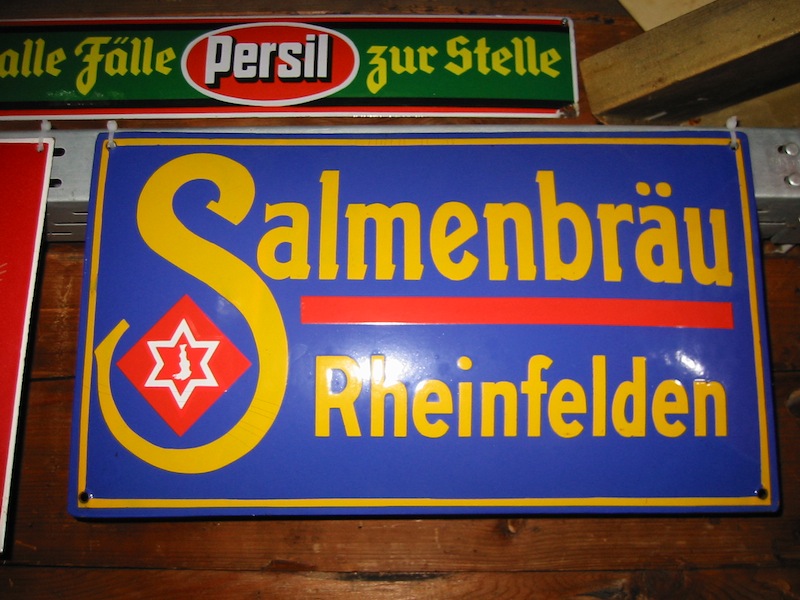 alle Fälle Persil zur Stelle
Salmenbräu
Rheinfelden